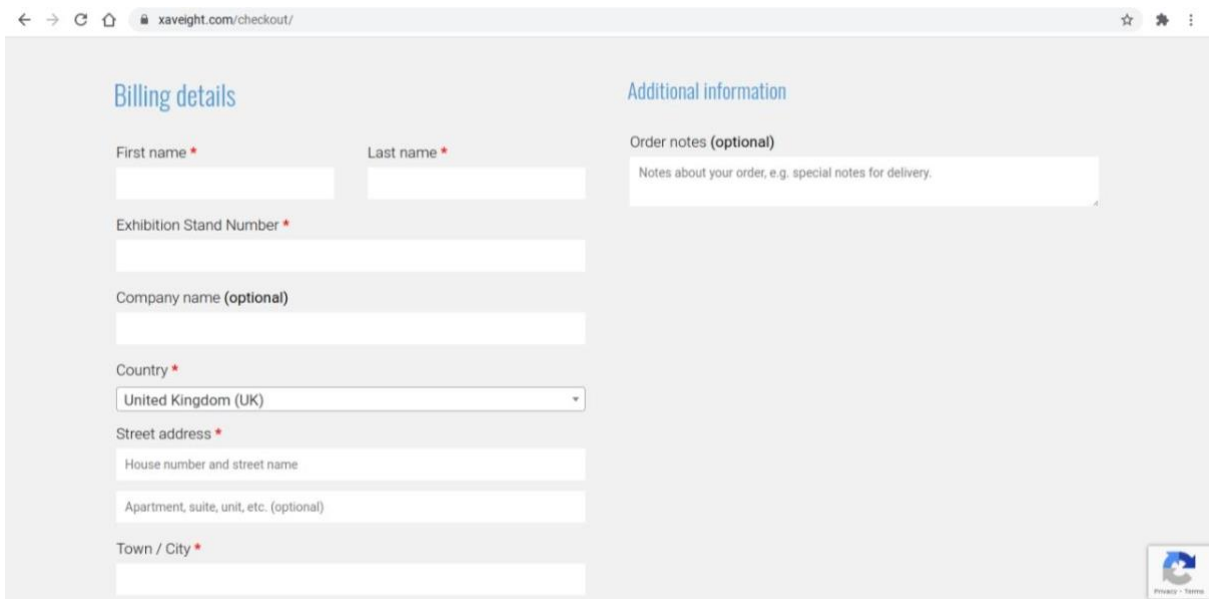 xaveight.com/checkout/
Billing details
First name *
Last name *
Exhibition Stand Number *
Company name (optional)
Country *
United Kingdom (UK)
Street address *
House number and street name
Apartment, suite, unit, etc. (optional)
Town / City *
Additional information
Order notes (optional)
Notes about your order, e.g. special notes for delivery.
Privacy - Terms